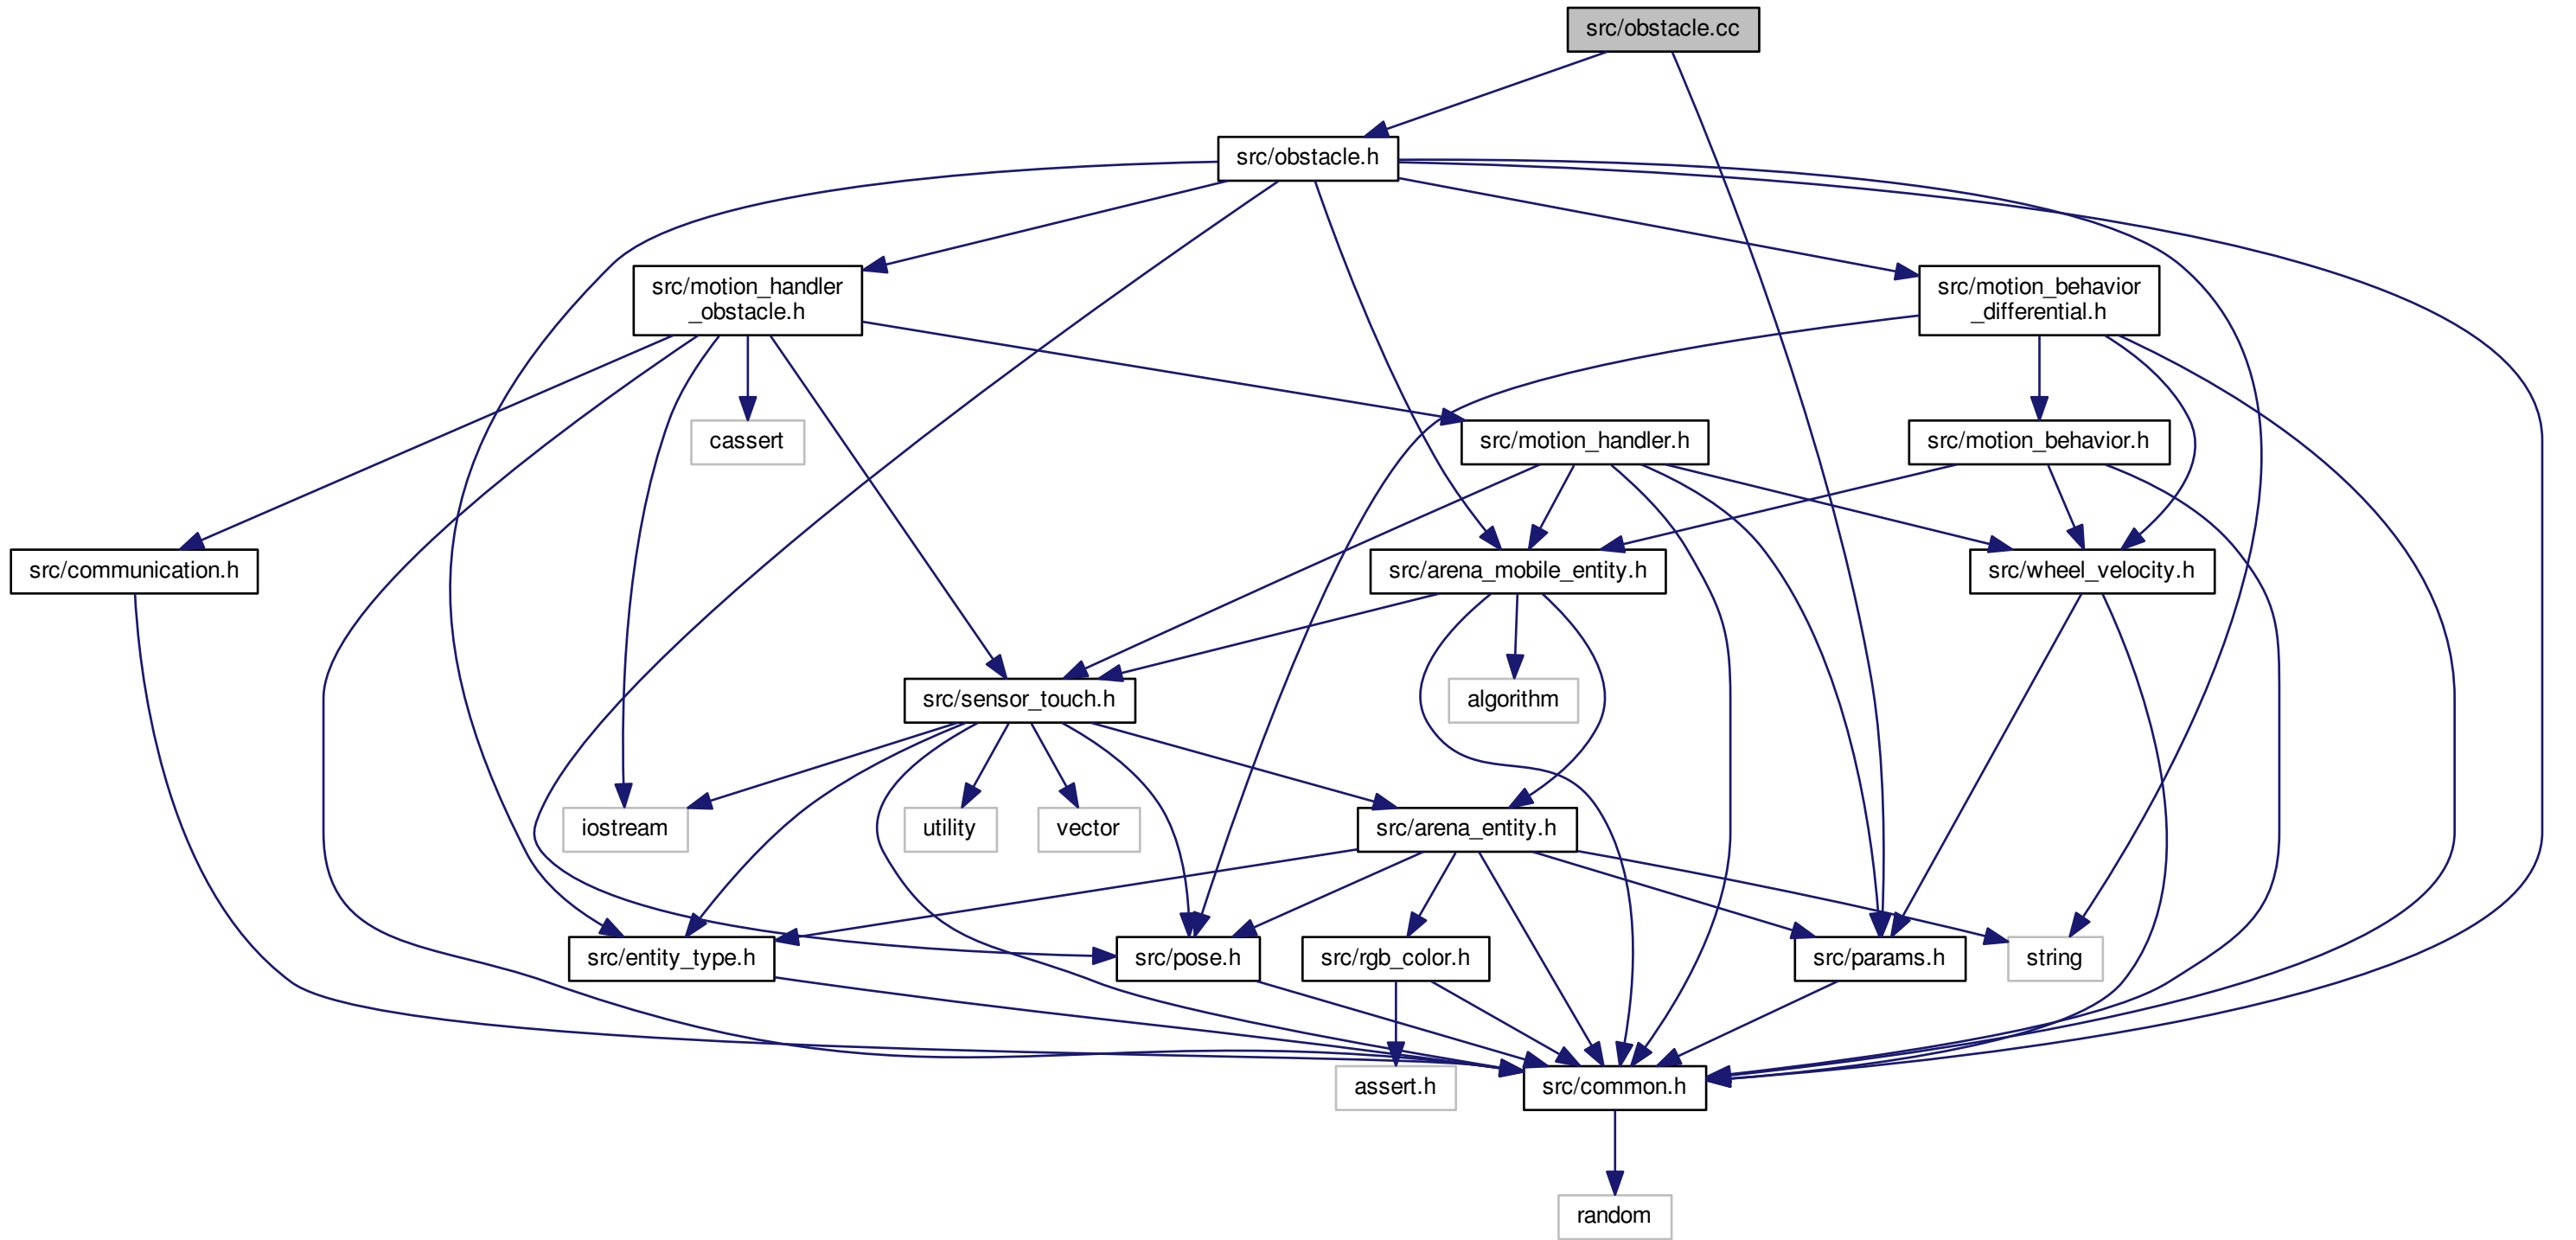 src/obstacle.cc
src/obstacle.h
src/motion_handler
_obstacle.h
src/motion_behavior
_differential.h
cassert
src/motion_handler.h
src/motion_behavior.h
src/communication.h
src/arena_mobile_entity.h
src/wheel_velocity.h
src/sensor_touch.h
algorithm
iostream
utility
vector
src/arena_entity.h
src/entity_type.h
src/pose.h
src/rgb_color.h
src/params.h
string
assert.h
src/common.h
random